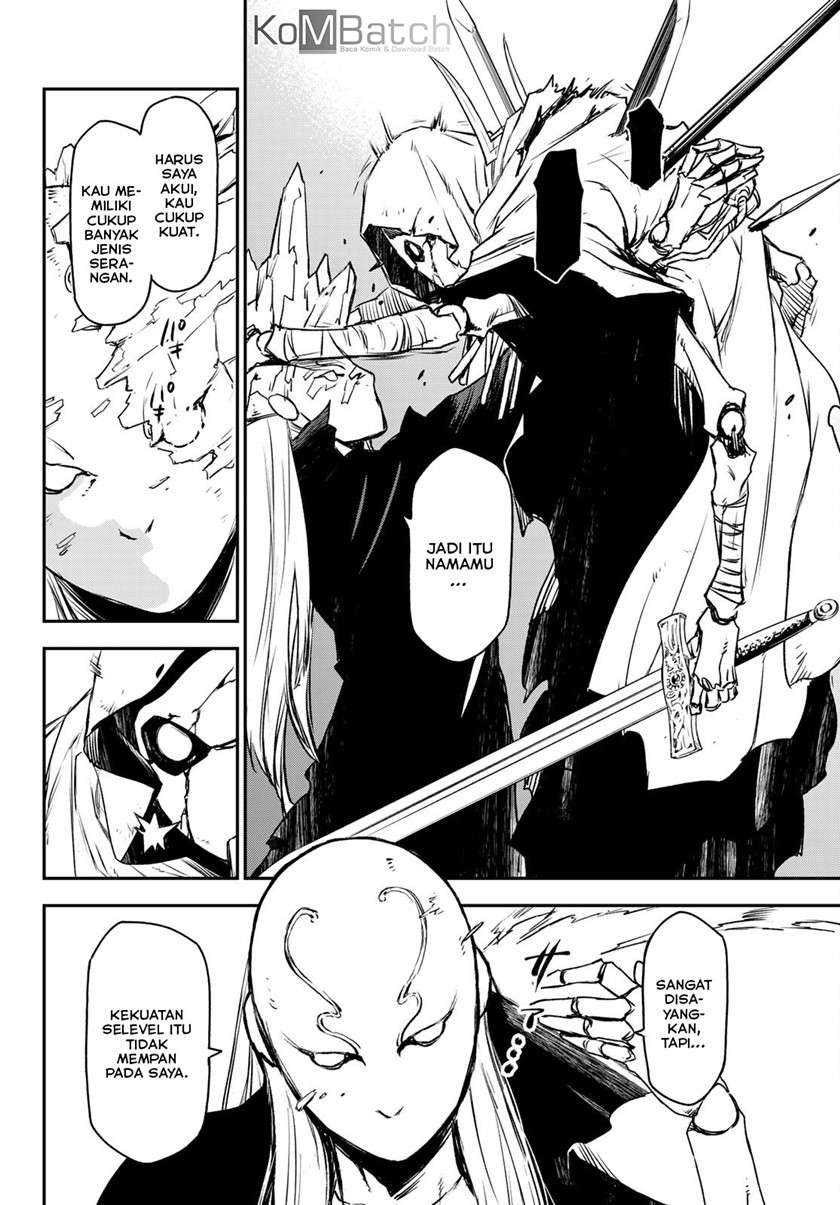 KoMBatch
Baca Komik & Download Batch
JADI ITU
NAMAMU
...
HARUS
SAYA
AKUI,
KAU
CUKUP
KUAT.
KAU ME-
MILIKI
CUKUP
BANYAK
JENIS
SERA-
NGAN.
SANGAT
DISA-
YANG-
KAN,
TAPI...
KEKUATAN
SELEVEL ITU
TIDAK
MEMPAN
PADA SAYA.